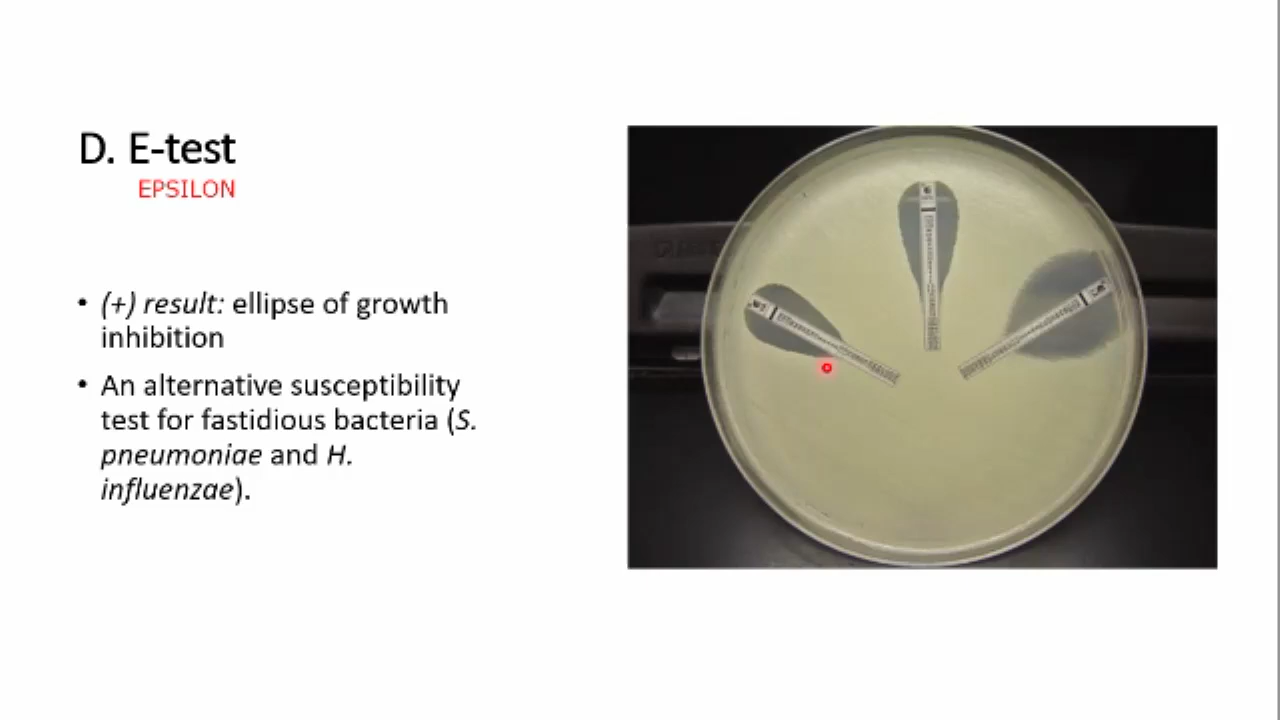 D. E-test
EPSILON
• (+) result: ellipse of growth
inhibition
• An alternative susceptibility
test for fastidious bacteria (S.
pneumoniae and H.
influenzae).